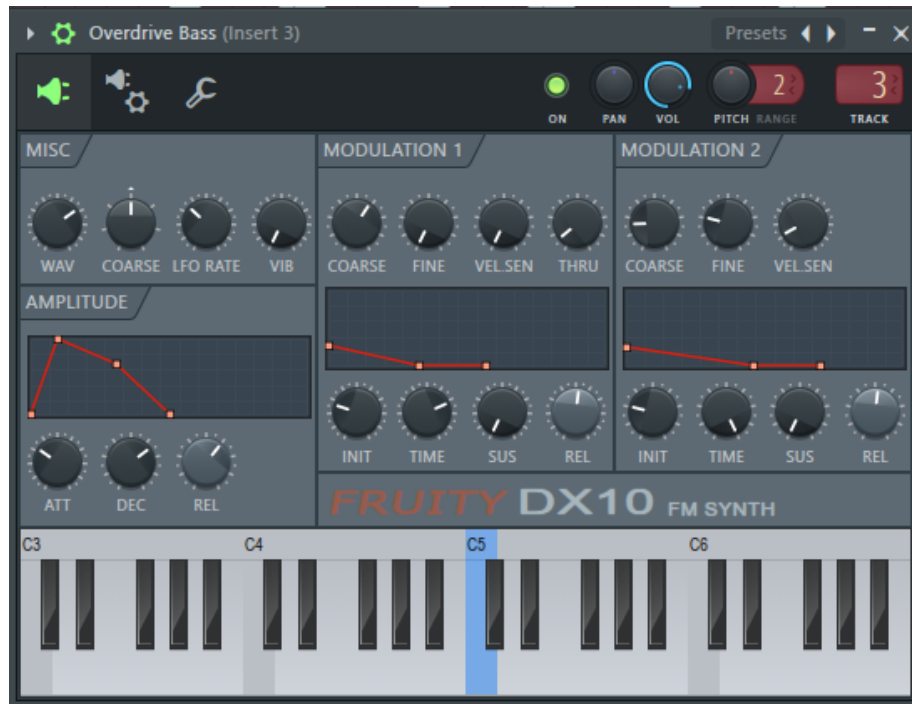 Overdrive Bass (Insert 3) Presets
ON PAN VOL PITCH 2 RANGE 3 TRACK
MISC
WAV COARSE LFO RATE VIB
AMPLITUDE
ATT DEC REL
MODULATION 1
COARSE FINE VEL.SEN THRU
INIT TIME SUS REL
MODULATION 2
COARSE FINE VEL.SEN
INIT TIME SUS REL
FRUITY DX10 FM SYNTH
C3 C4 C5 C6